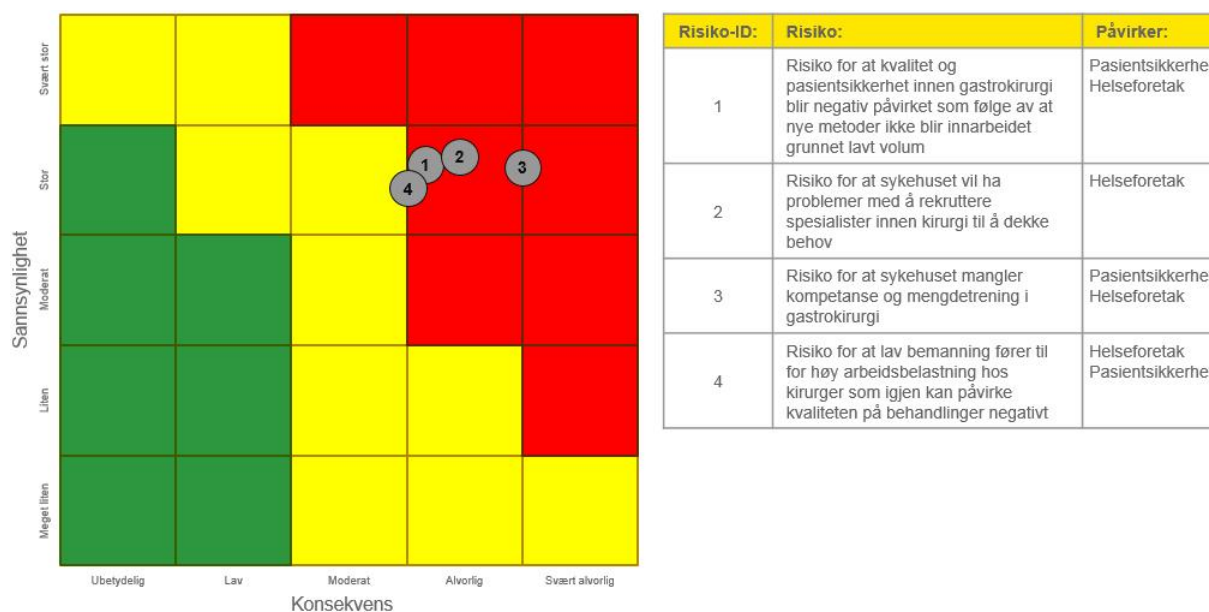 Sannsynlighet
Svært stor
Stor
Moderat
Liten
Meget liten
1
2
3
4
Ubetydelig
Lav
Moderat
Alvorlig
Svært alvorlig
Konsekvens
Risiko-ID:
Risiko:
Påvirker:
1
Risiko for at kvalitet og
pasientsikkerhet innen gastrokirurgi
blir negativ påvirket som følge av at
nye metoder ikke blir innarbeidet
grunnet lavt volum
Pasientsikkerhe
Helseforetak
2
Risiko for at sykehuset vil ha
problemer med å rekruttere
spesialister innen kirurgi til å dekke
behov
Helseforetak
3
Risiko for at sykehuset mangler
kompetanse og mengdetrening i
gastrokirurgi
Pasientsikkerhe
Helseforetak
4
Risiko for at lav bemanning fører til
for høy arbeidsbelastning hos
kirurger som igjen kan påvirke
kvaliteten på behandlinger negativt
Helseforetak
Pasientsikkerhe